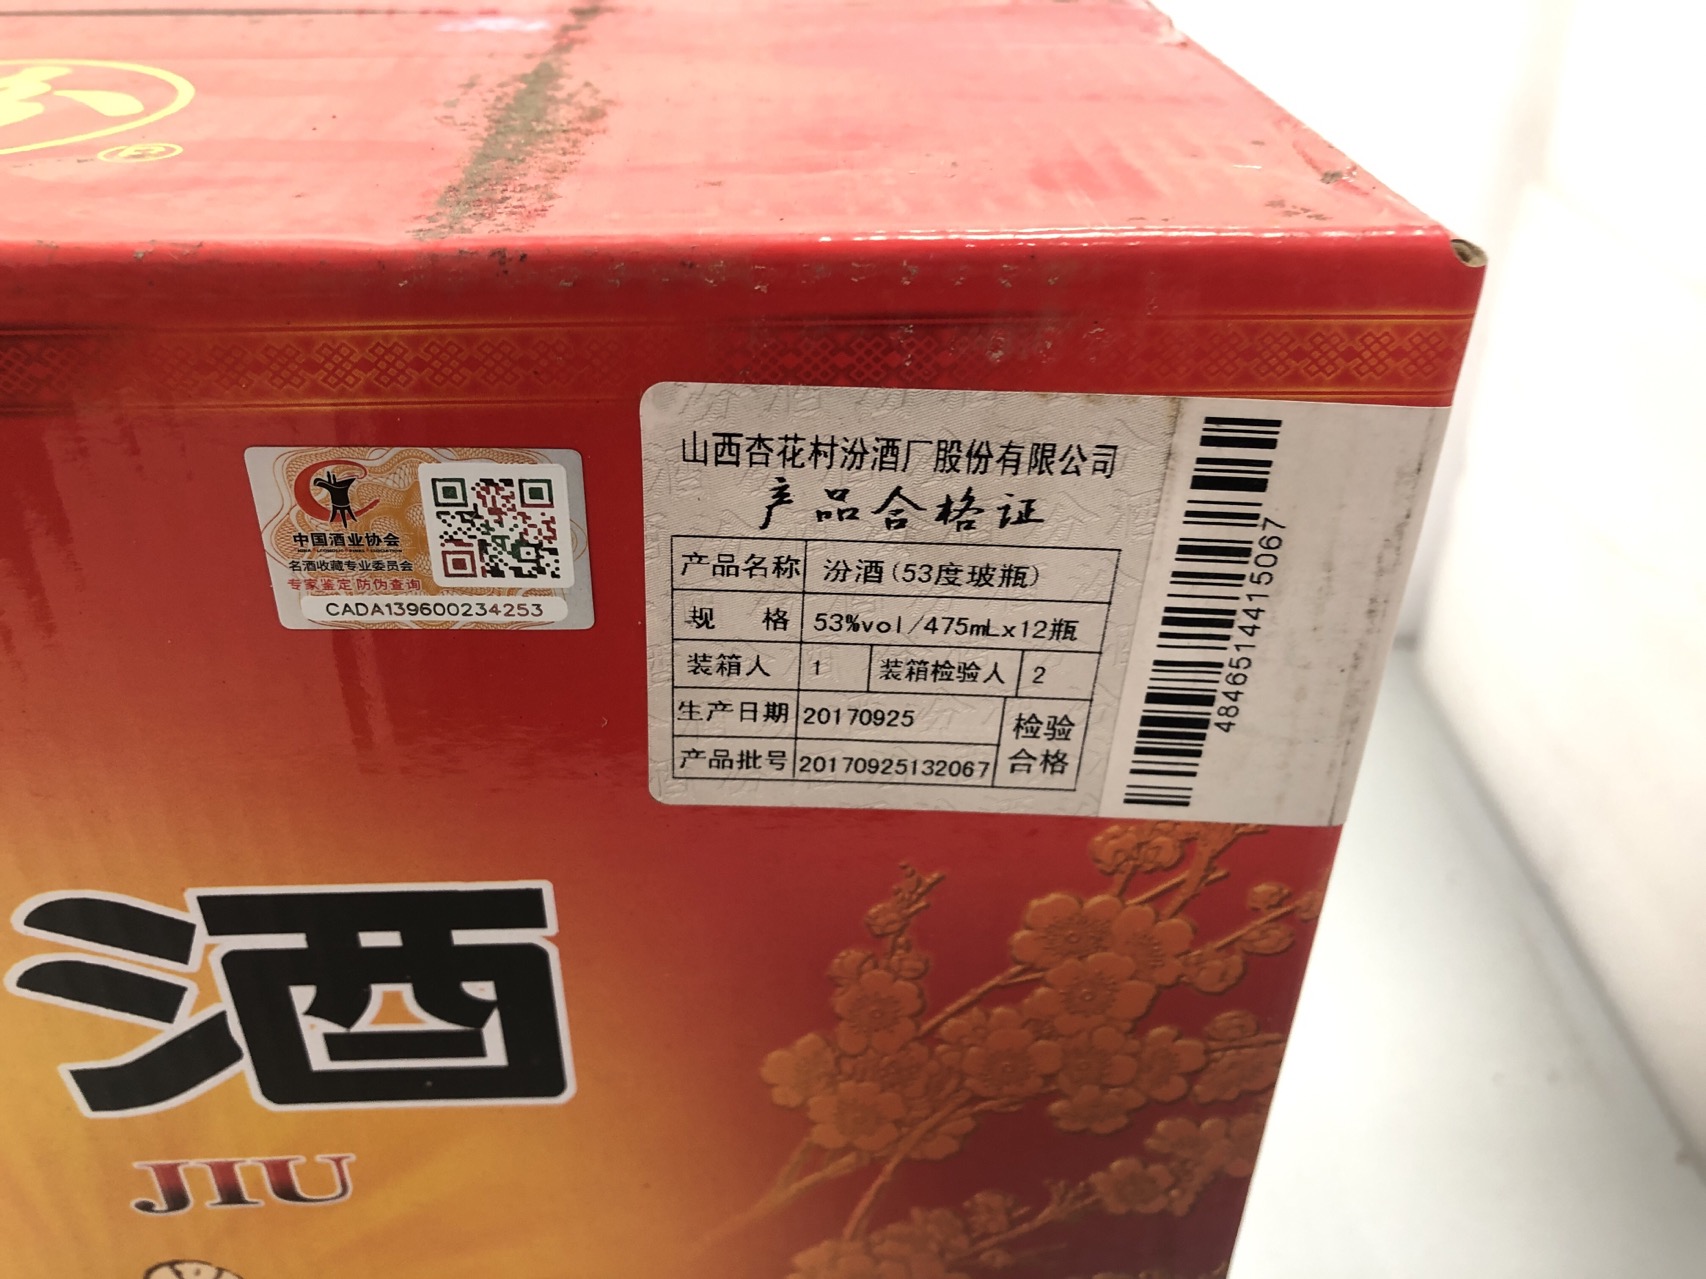 ®
中国酒业协会
名酒收藏专业委员会
专家鉴定 防伪查询
CADA139600234253
山西杏花村汾酒厂股份有限公司
产品合格证
产品名称 汾酒(53度玻瓶)
规 格 53%vol/475mLx12瓶
装箱人 1 装箱检验人 2
生产日期 20170925 检验
产品批号 20170925132067 合格
484651441506​7
酒
JIU